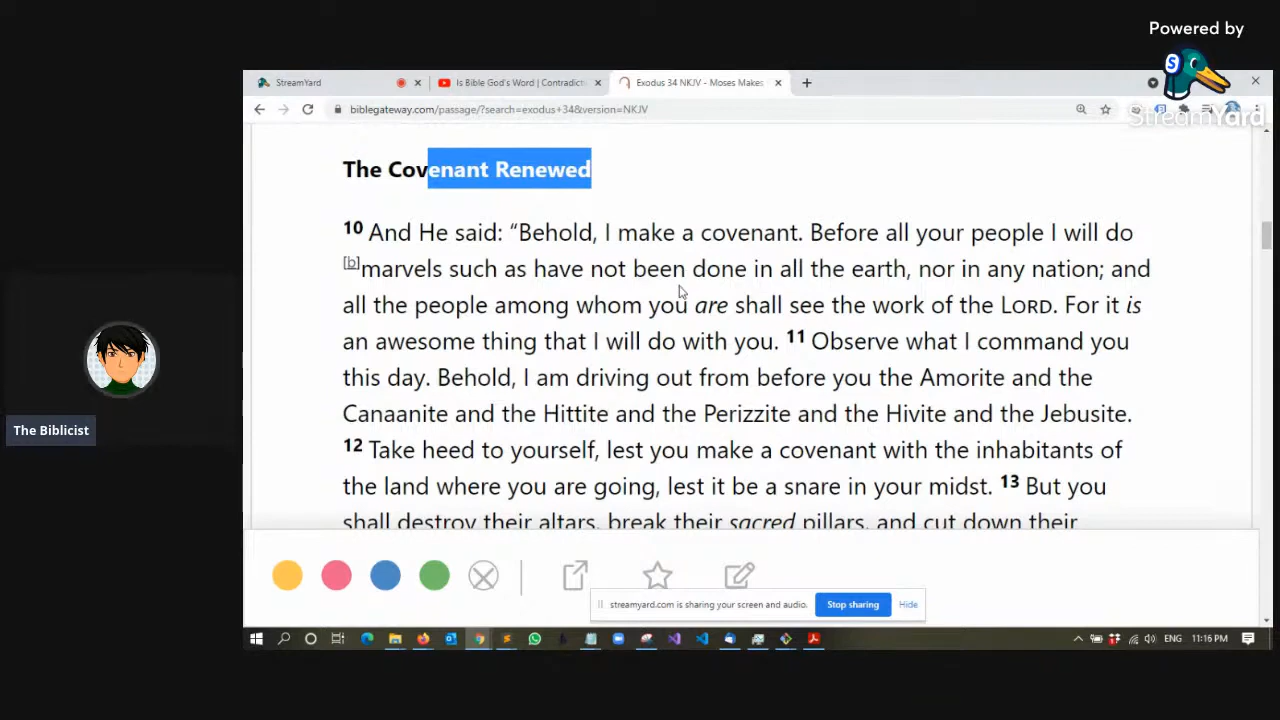 Powered by
StreamYard
StreamYard
Is Bible God's Word | Contradicti
Exodus 34 NKJV - Moses Makes
biblegateway.com/passage/?search=exodus+34&version=NKJV
The Covenant Renewed
10 And He said: “Behold, I make a covenant. Before all your people I will do
[b]marvels such as have not been done in all the earth, nor in any nation; and
all the people among whom you are shall see the work of the LORD. For it is
an awesome thing that I will do with you. 11 Observe what I command you
this day. Behold, I am driving out from before you the Amorite and the
Canaanite and the Hittite and the Perizzite and the Hivite and the Jebusite.
12 Take heed to yourself, lest you make a covenant with the inhabitants of
the land where you are going, lest it be a snare in your midst. 13 But you
shall destroy their altars, break their sacred pillars, and cut down their
The Biblicist
streamyard.com is sharing your screen and audio.
Stop sharing
Hide
ENG
11:16 PM